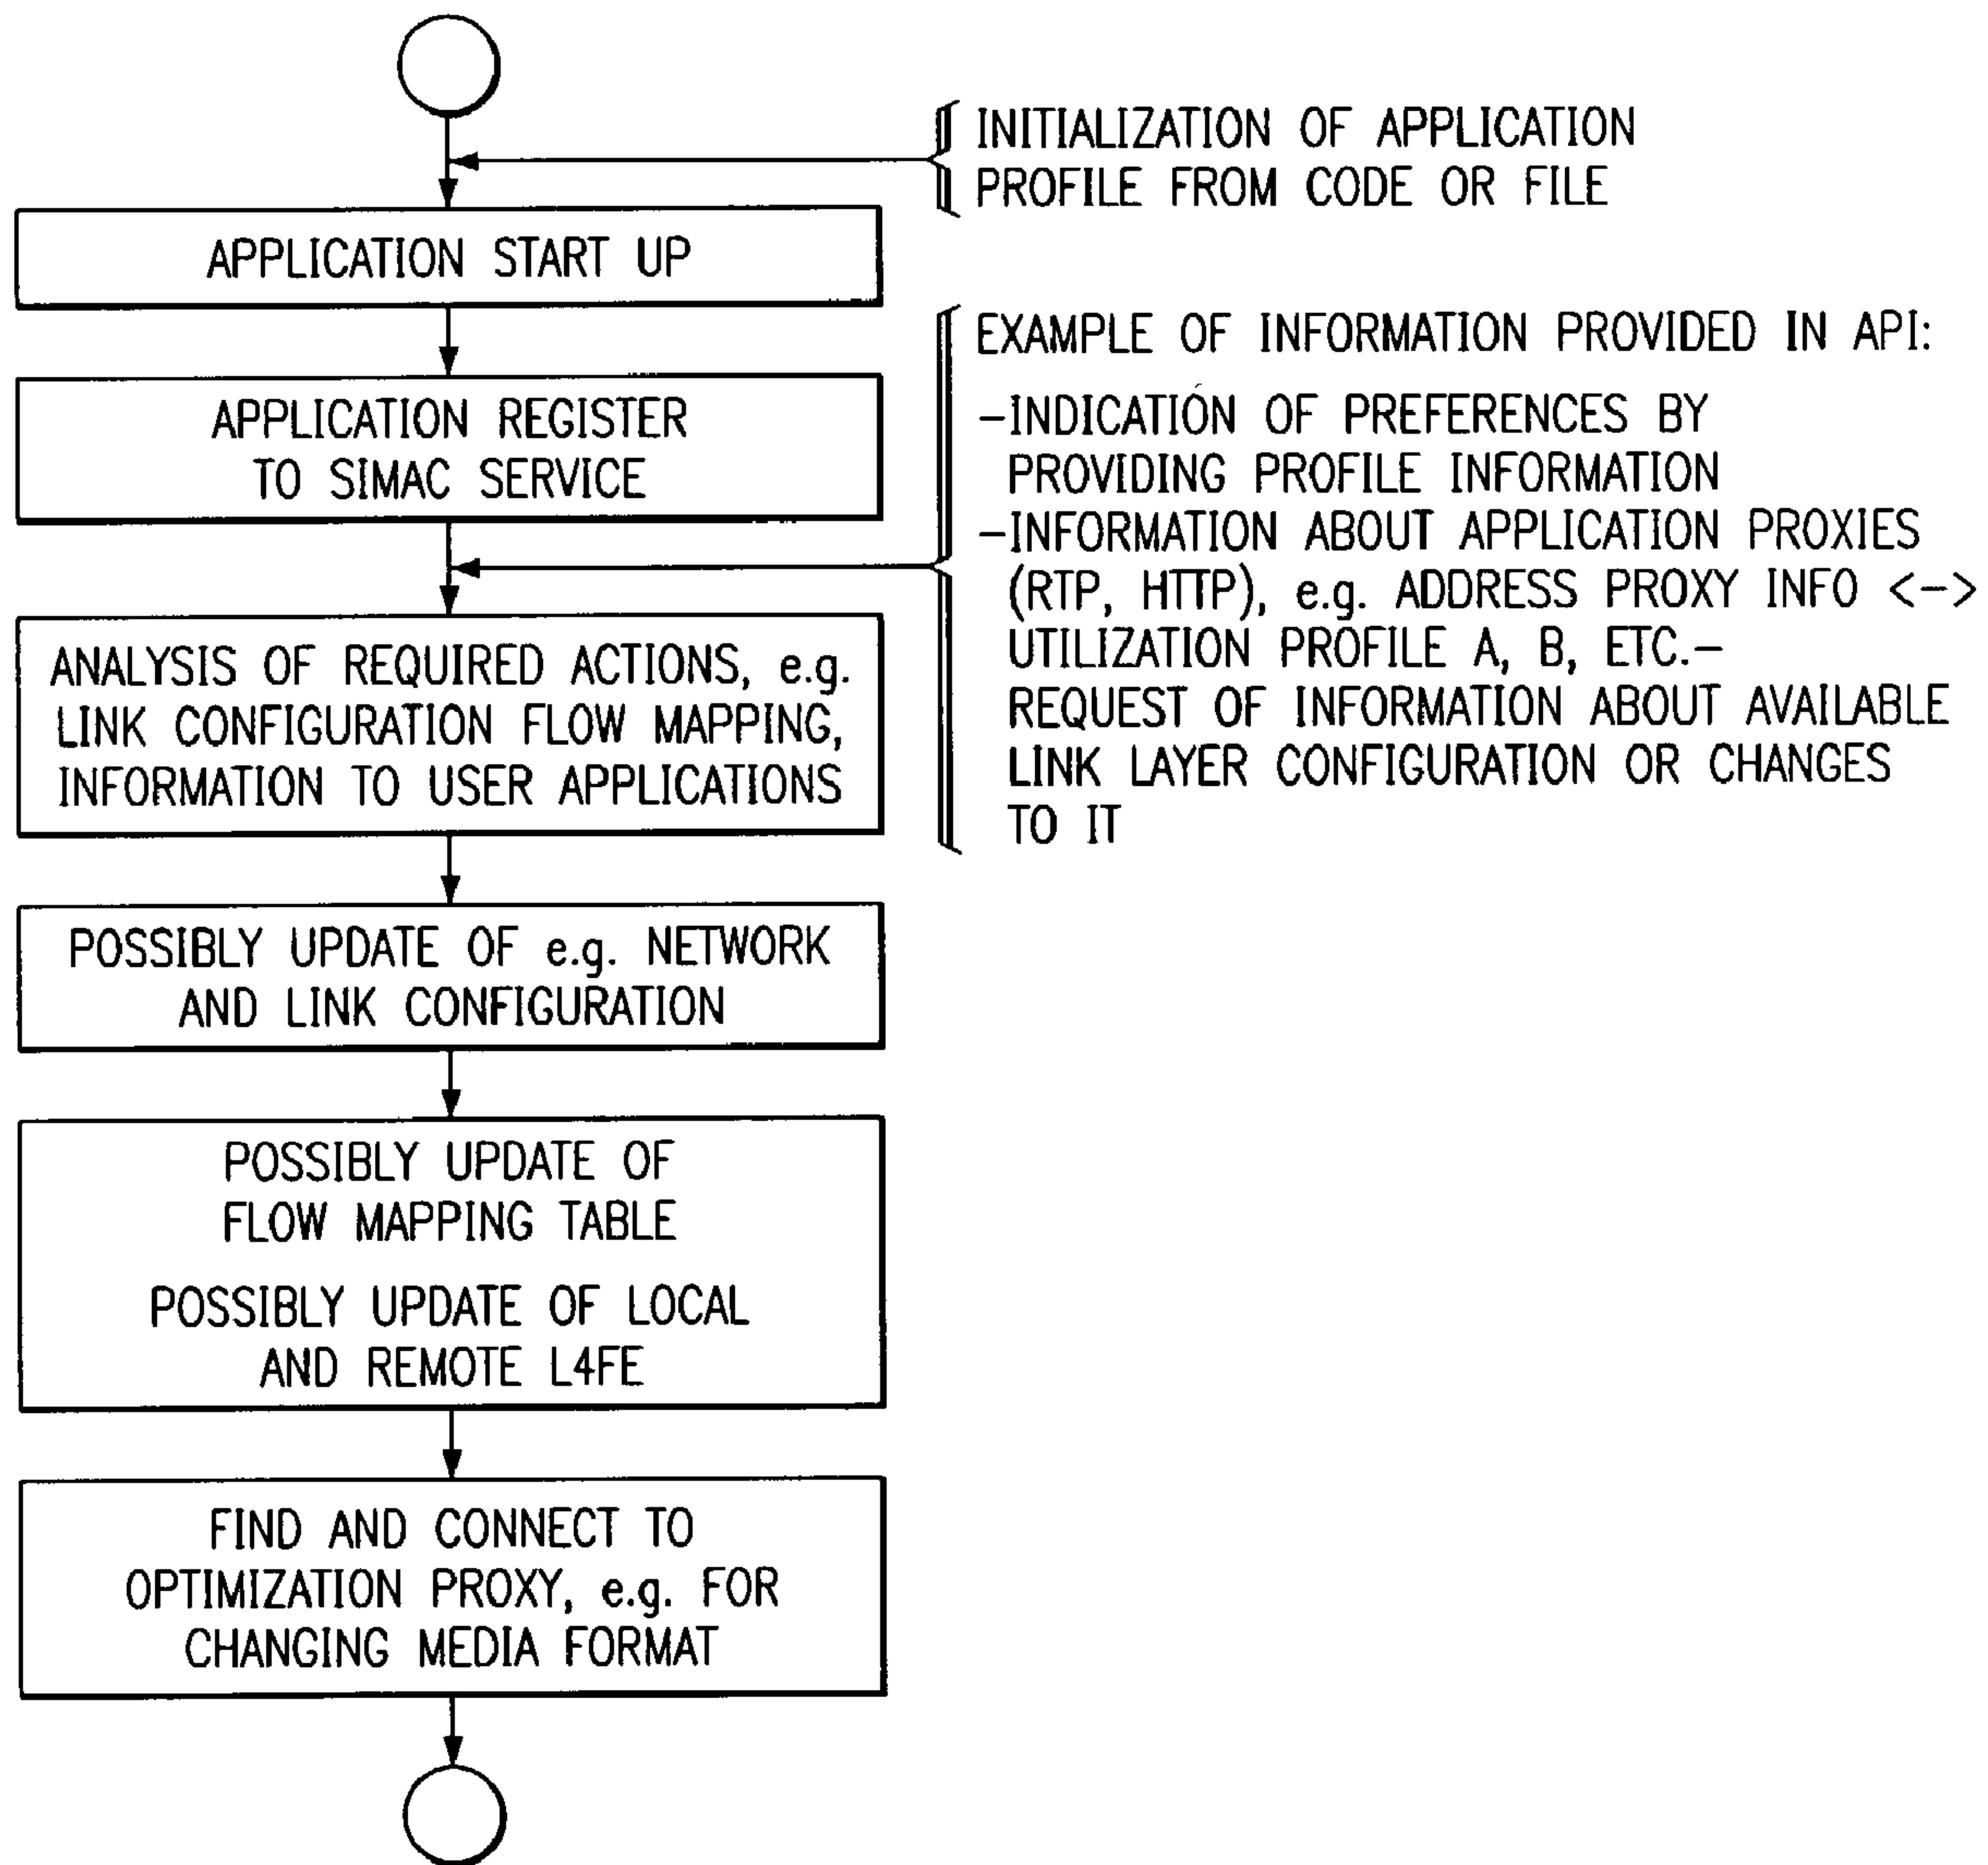 INITIALIZATION OF APPLICATION
PROFILE FROM CODE OR FILE
APPLICATION START UP
EXAMPLE OF INFORMATION PROVIDED IN API:
-INDICATION OF PREFERENCES BY
PROVIDING PROFILE INFORMATION
-INFORMATION ABOUT APPLICATION PROXIES
(RTP, HTTP), e.g. ADDRESS PROXY INFO <->
UTILIZATION PROFILE A, B, ETC.-
REQUEST OF INFORMATION ABOUT AVAILABLE
LINK LAYER CONFIGURATION OR CHANGES
TO IT
APPLICATION REGISTER
TO SIMAC SERVICE
ANALYSIS OF REQUIRED ACTIONS, e.g.
LINK CONFIGURATION FLOW MAPPING,
INFORMATION TO USER APPLICATIONS
POSSIBLY UPDATE OF e.g. NETWORK
AND LINK CONFIGURATION
POSSIBLY UPDATE OF
FLOW MAPPING TABLE
POSSIBLY UPDATE OF LOCAL
AND REMOTE L4FE
FIND AND CONNECT TO
OPTIMIZATION PROXY, e.g. FOR
CHANGING MEDIA FORMAT